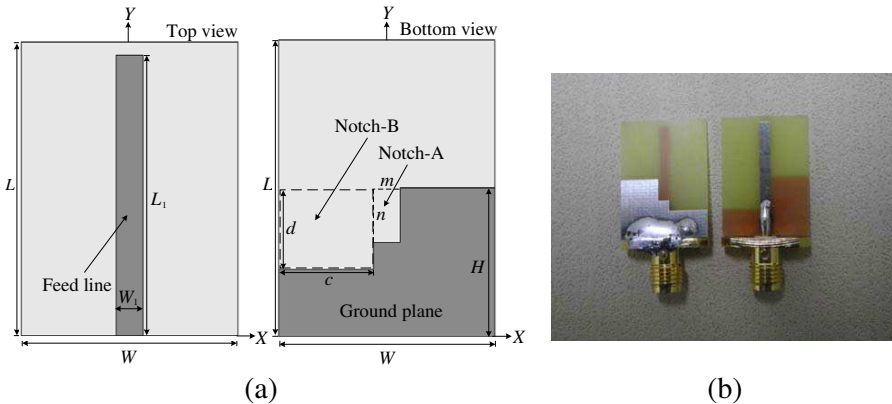 Y
Top view
L
L₁
Feed line
W₁
X
W
Y
Bottom view
Notch-B
Notch-A
m
L
n
d
H
c
Ground plane
X
W
(a)
(b)